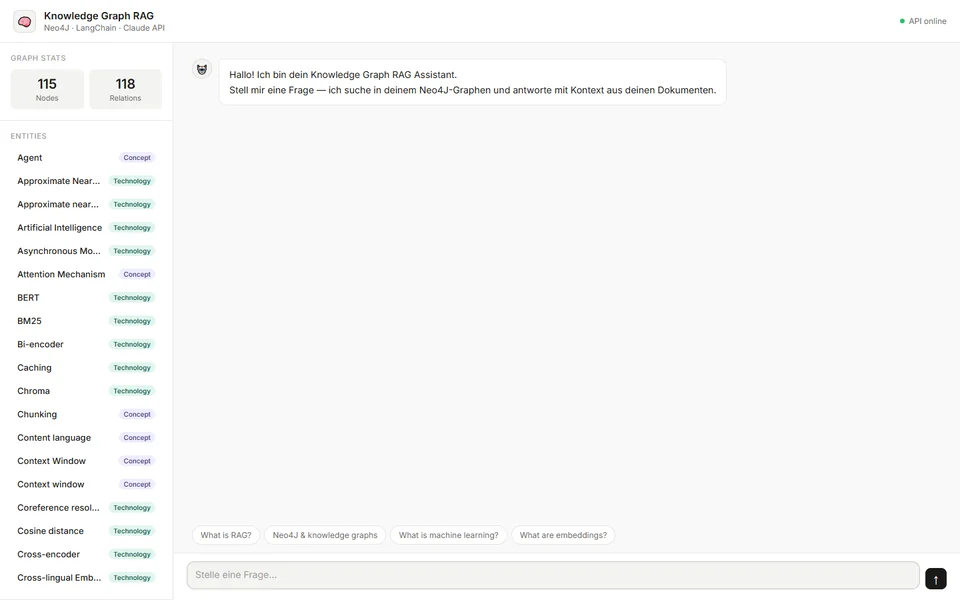 Knowledge Graph RAG
Neo4J · LangChain · Claude API
API online
GRAPH STATS
115
Nodes
118
Relations
ENTITIES
Agent Concept
Approximate Near... Technology
Approximate near... Technology
Artificial Intelligence Technology
Asynchronous Mo... Technology
Attention Mechanism Concept
BERT Technology
BM25 Technology
Bi-encoder Technology
Caching Technology
Chroma Technology
Chunking Concept
Content language Concept
Context Window Concept
Context window Concept
Coreference resol... Technology
Cosine distance Technology
Cross-encoder Technology
Cross-lingual Emb... Technology
Hallo! Ich bin dein Knowledge Graph RAG Assistant.
Stell mir eine Frage — ich suche in deinem Neo4J-Graphen und antworte mit Kontext aus deinen Dokumenten.
What is RAG? Neo4J & knowledge graphs What is machine learning? What are embeddings?
Stelle eine Frage...